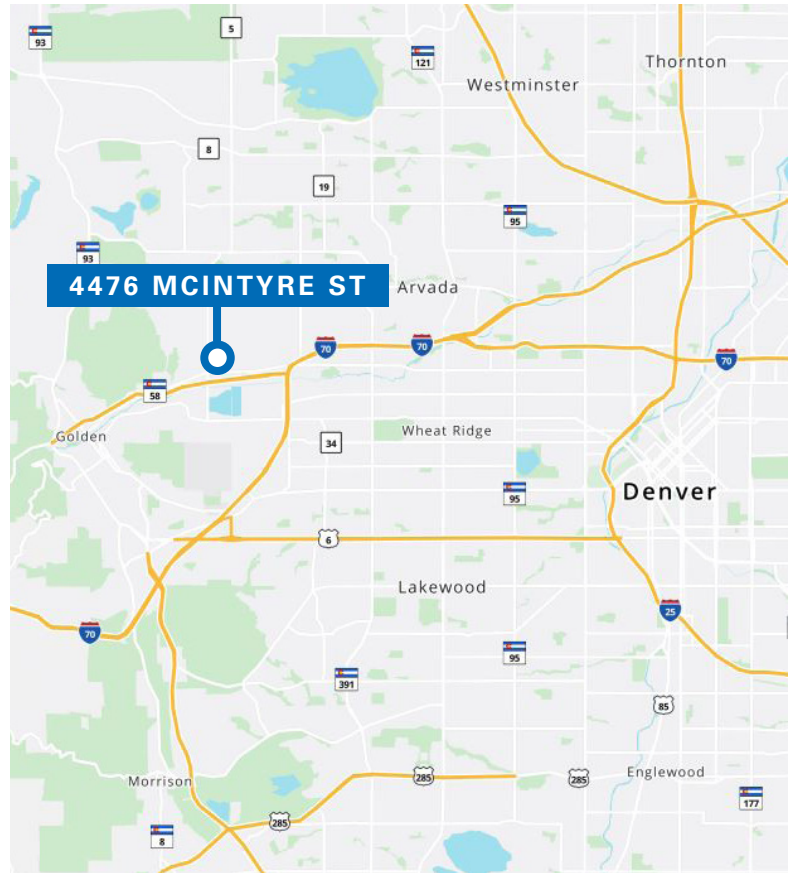 93
5
121
Thornton
Westminster
8
19
95
93
4476 MCINTYRE ST
Arvada
70
70
70
58
Golden
34
Wheat Ridge
95
Denver
6
Lakewood
25
70
95
391
85
Morrison
285
285
Englewood
177
285
8